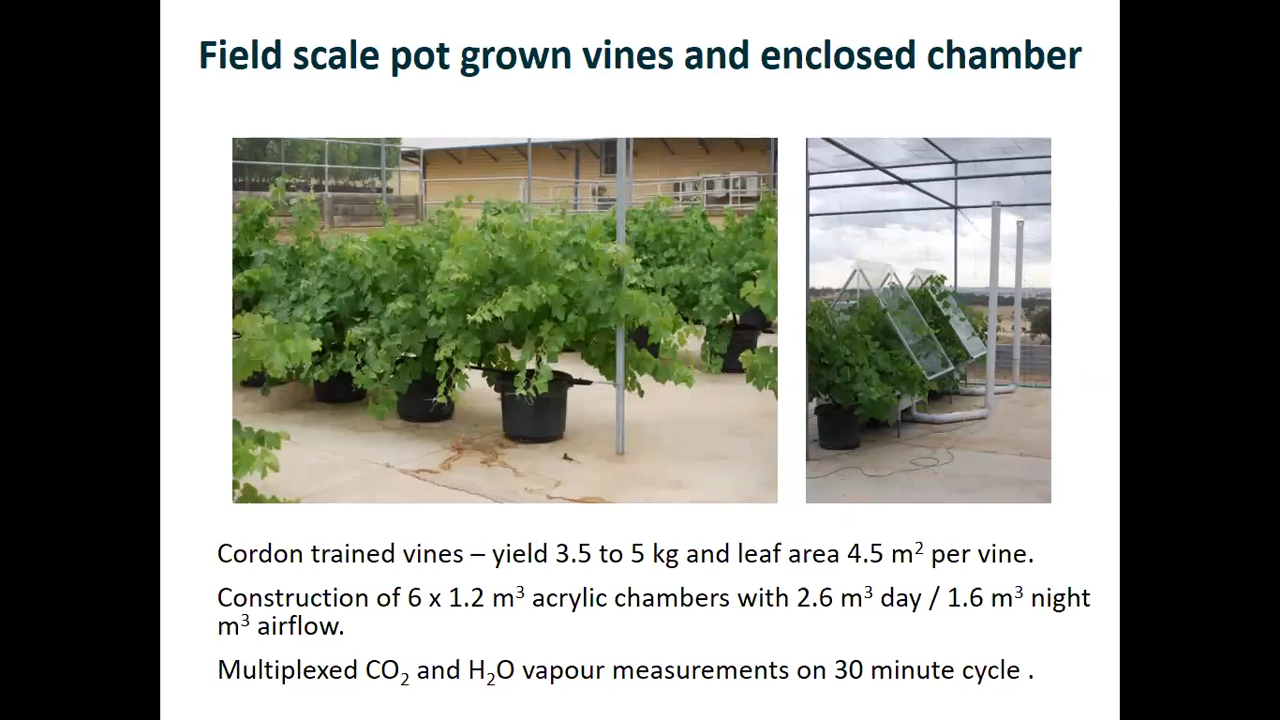 Field scale pot grown vines and enclosed chamber
Cordon trained vines – yield 3.5 to 5 kg and leaf area 4.5 m² per vine.
Construction of 6 x 1.2 m³ acrylic chambers with 2.6 m³ day / 1.6 m³ night
m³ airflow.
Multiplexed CO₂ and H₂O vapour measurements on 30 minute cycle .